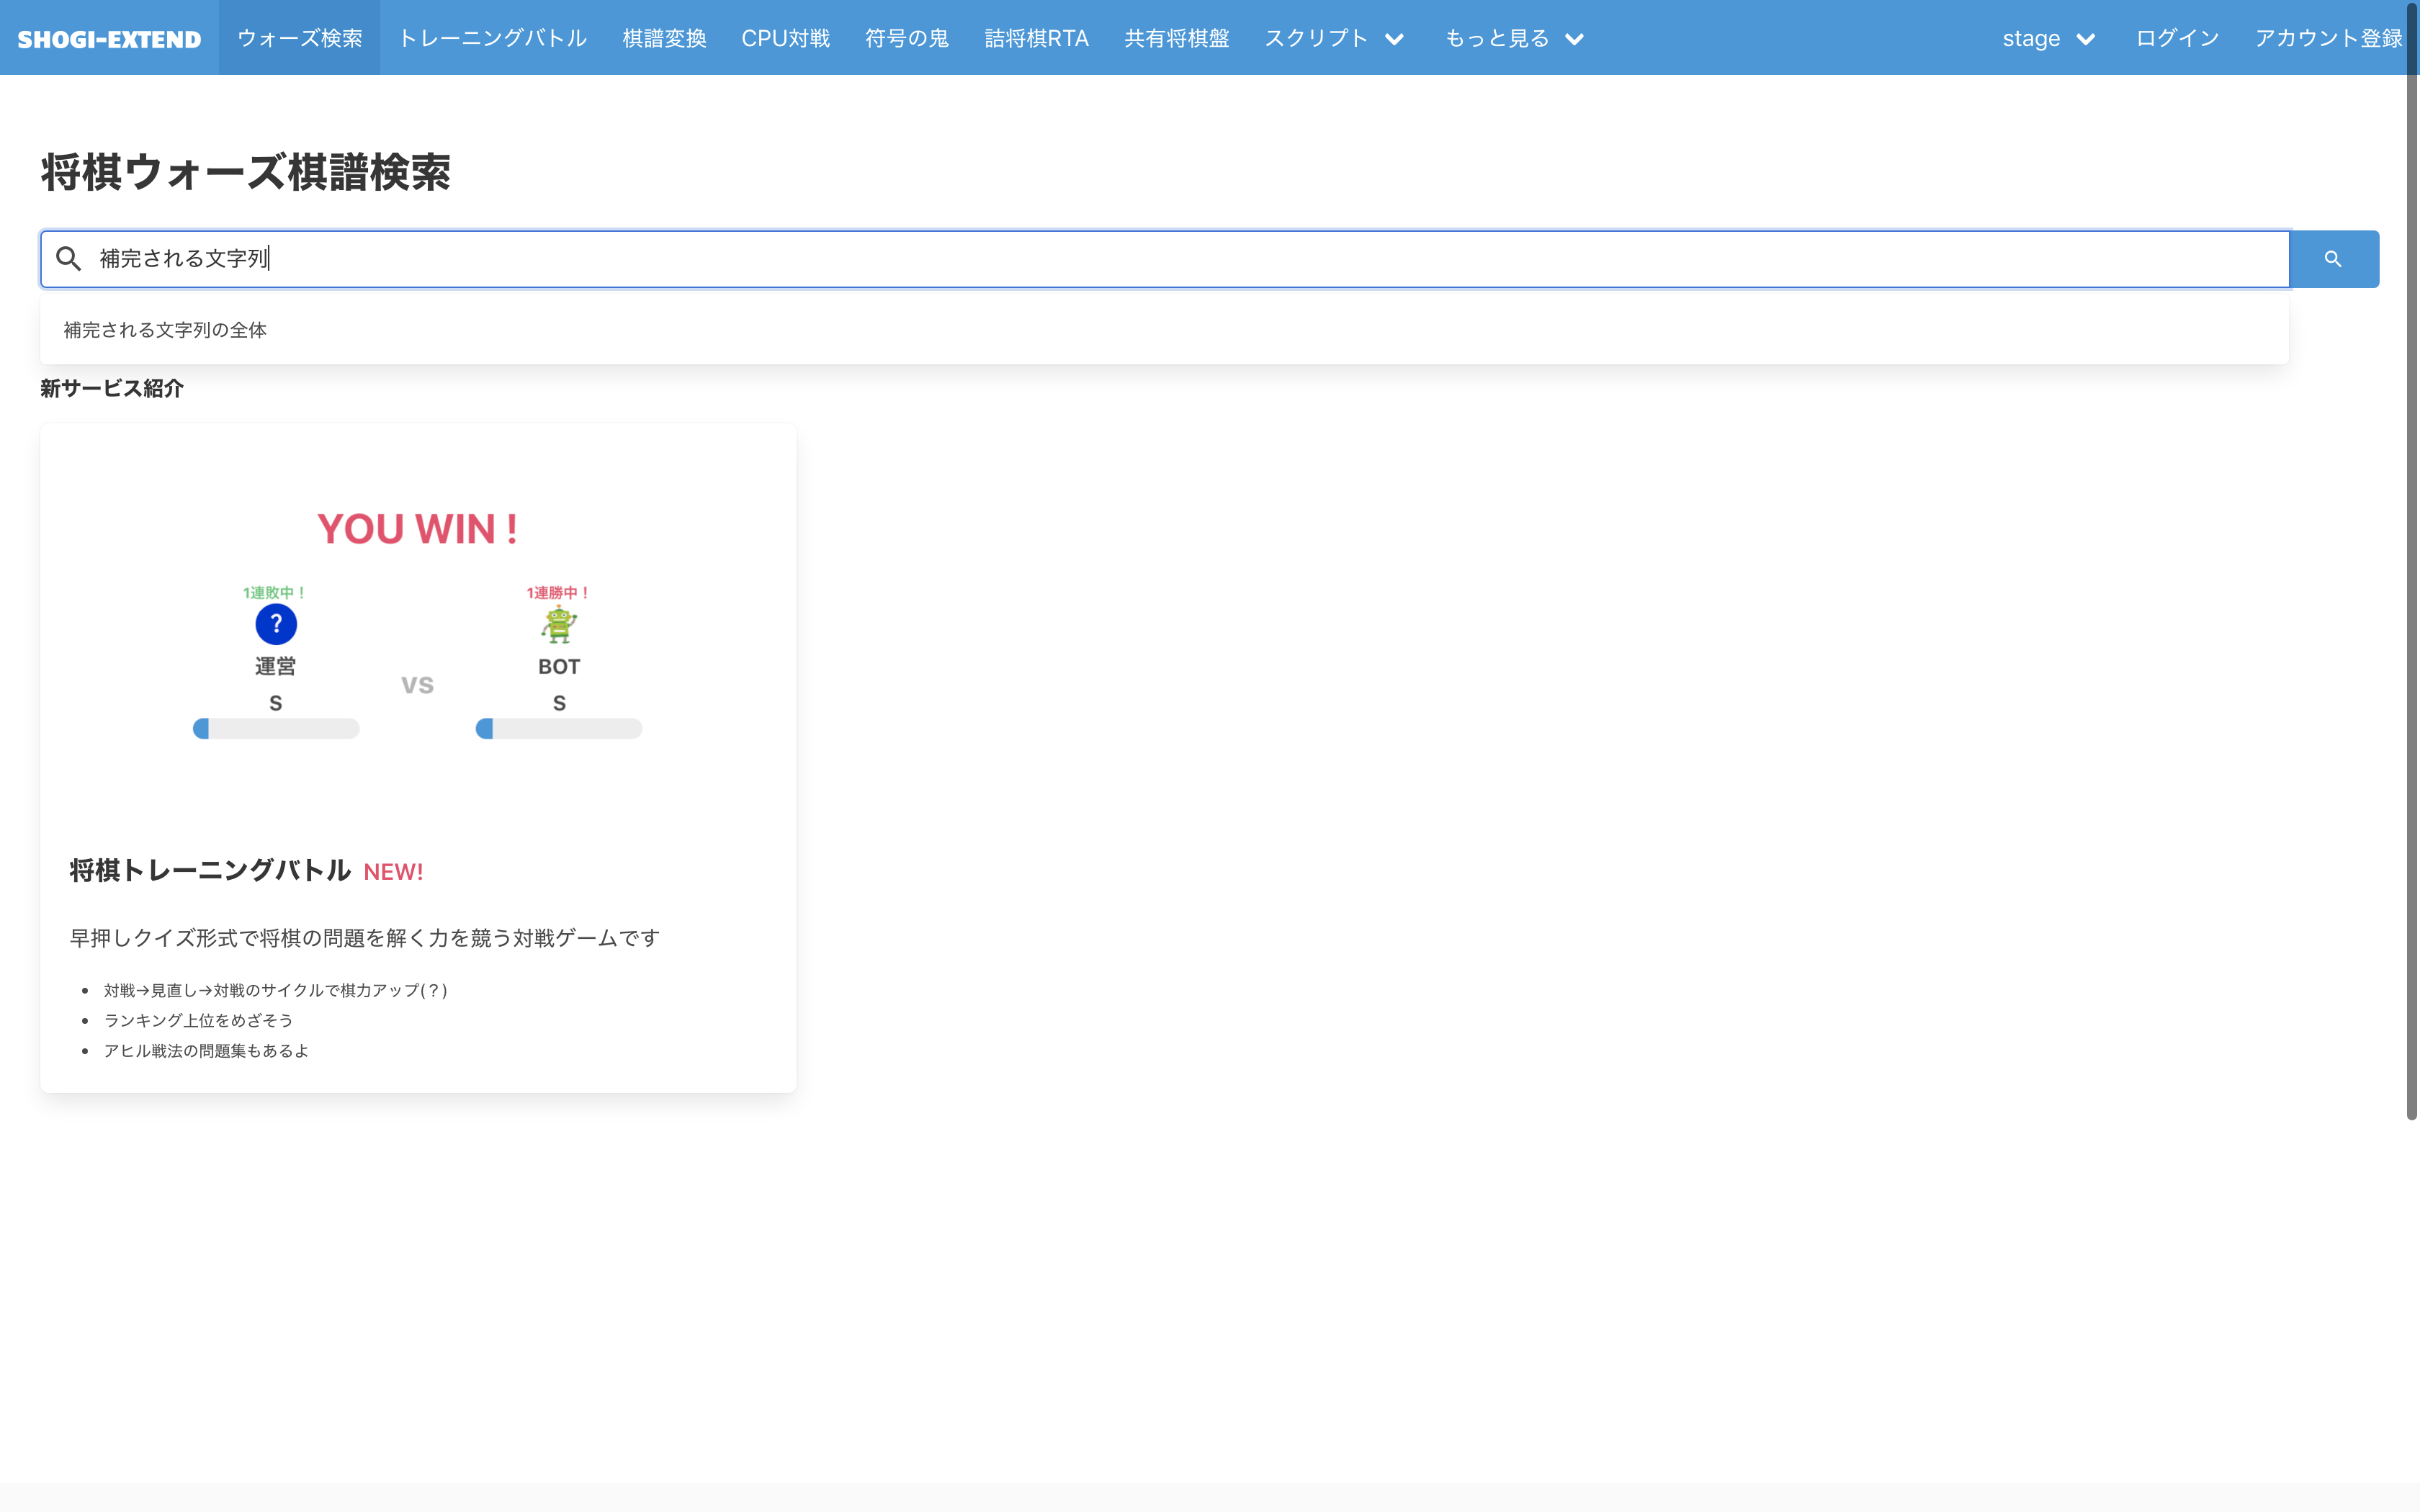 SHOGI-EXTEND ウォーズ検索 トレーニングバトル 棋譜変換 CPU対戦 符号の鬼 詰将棋RTA 共有将棋盤 スクリプト もっと見る stage ログイン アカウント登録
将棋ウォーズ棋譜検索
補完される文字列
補完される文字列の全体
新サービス紹介
YOU WIN !
1連敗中！ 1連勝中！
?
運営 BOT
vs
S S
将棋トレーニングバトル NEW!
早押しクイズ形式で将棋の問題を解く力を競う対戦ゲームです
• 対戦→見直し→対戦のサイクルで棋力アップ(？)
• ランキング上位をめざそう
• アヒル戦法の問題集もあるよ